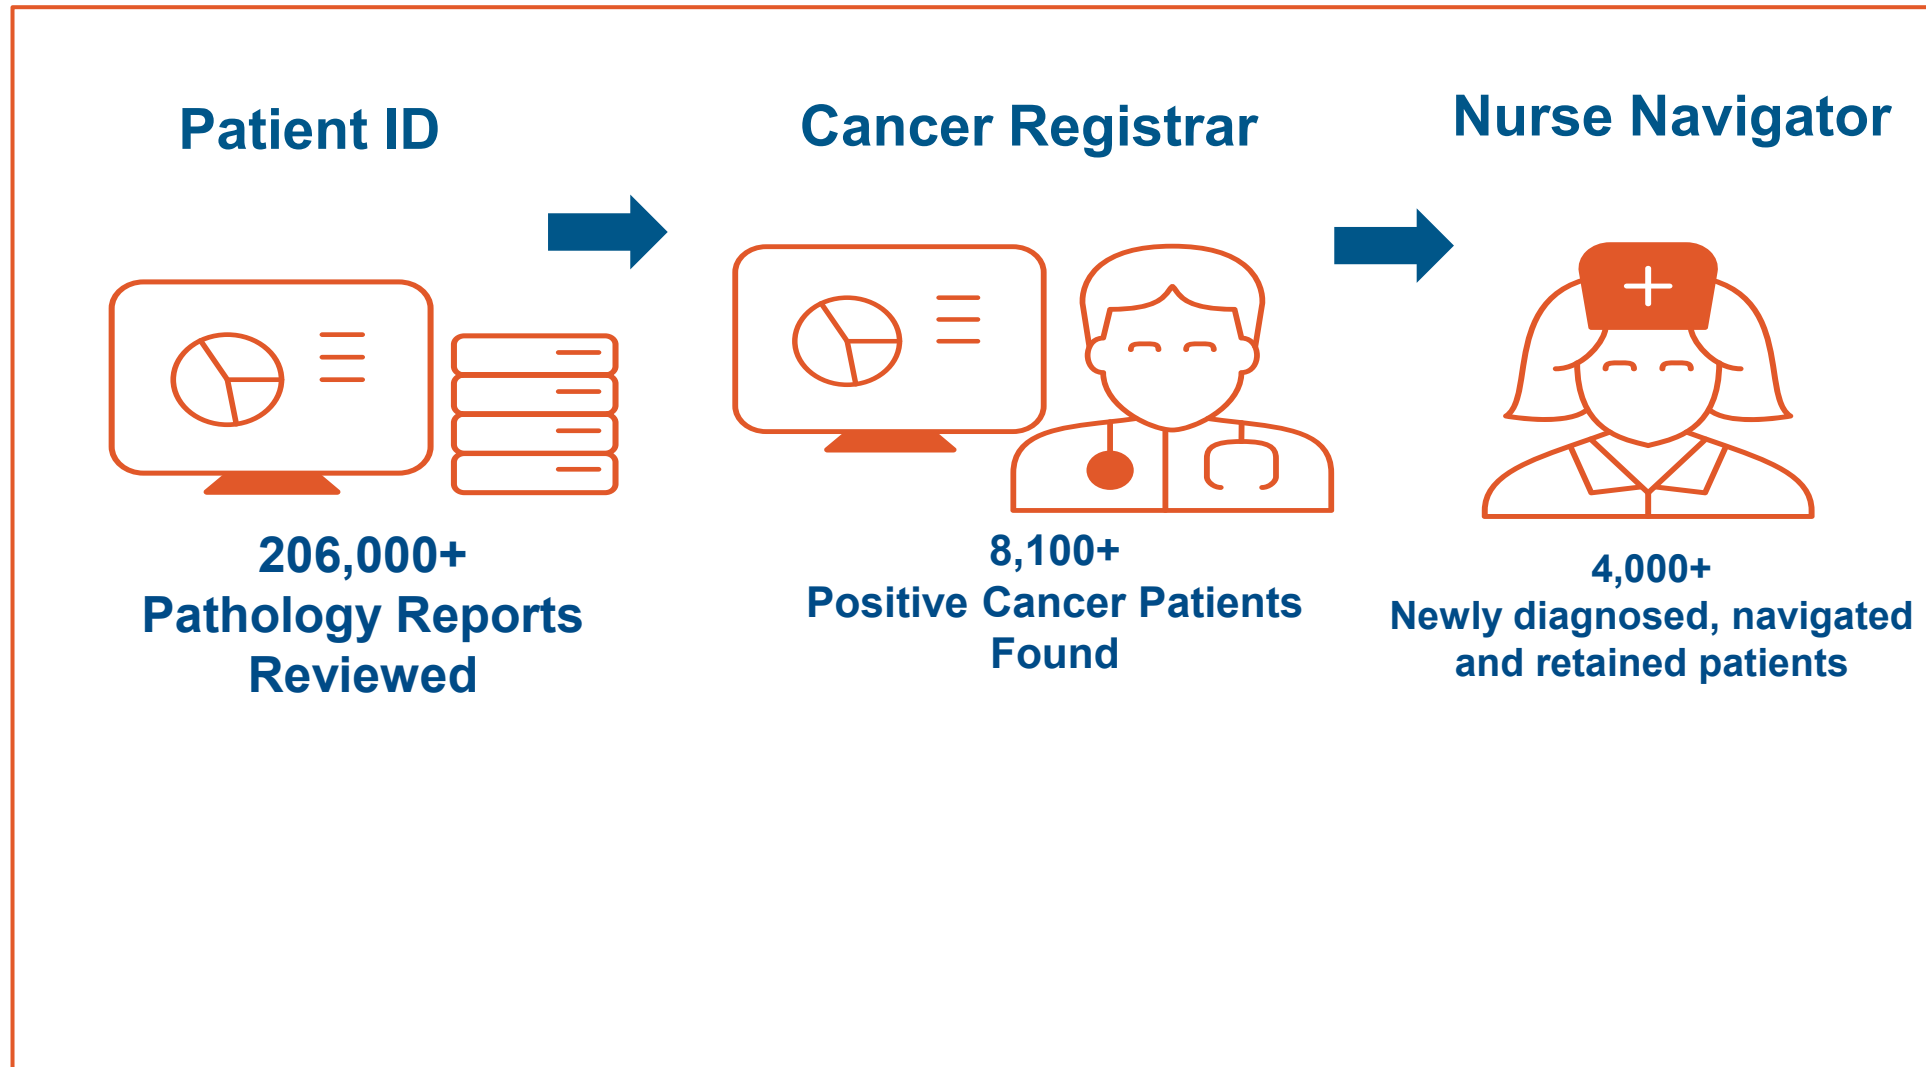 Patient ID
206,000+
Pathology Reports
Reviewed
Cancer Registrar
8,100+
Positive Cancer Patients
Found
Nurse Navigator
4,000+
Newly diagnosed, navigated
and retained patients